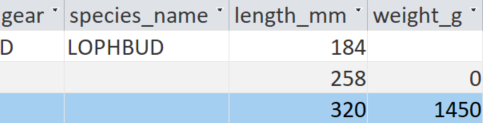 gear species_name length_mm weight_g
D LOPHBUD 184
258 0
320 1450